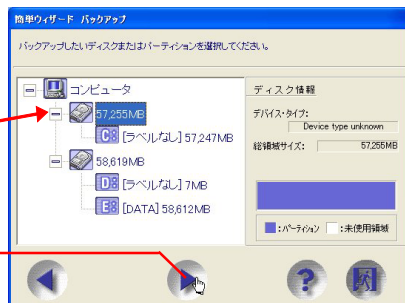 簡単ウィザード バックアップ
バックアップしたいディスクまたはパーティションを選択してください。
コンピュータ
57,255MB
C: [ラベルなし] 57,247MB
58,619MB
D: [ラベルなし] 7MB
E: [DATA] 58,612MB
ディスク情報
デバイス・タイプ:
Device type unknown
総領域サイズ: 57,255MB
:パーティション :未使用領域
?